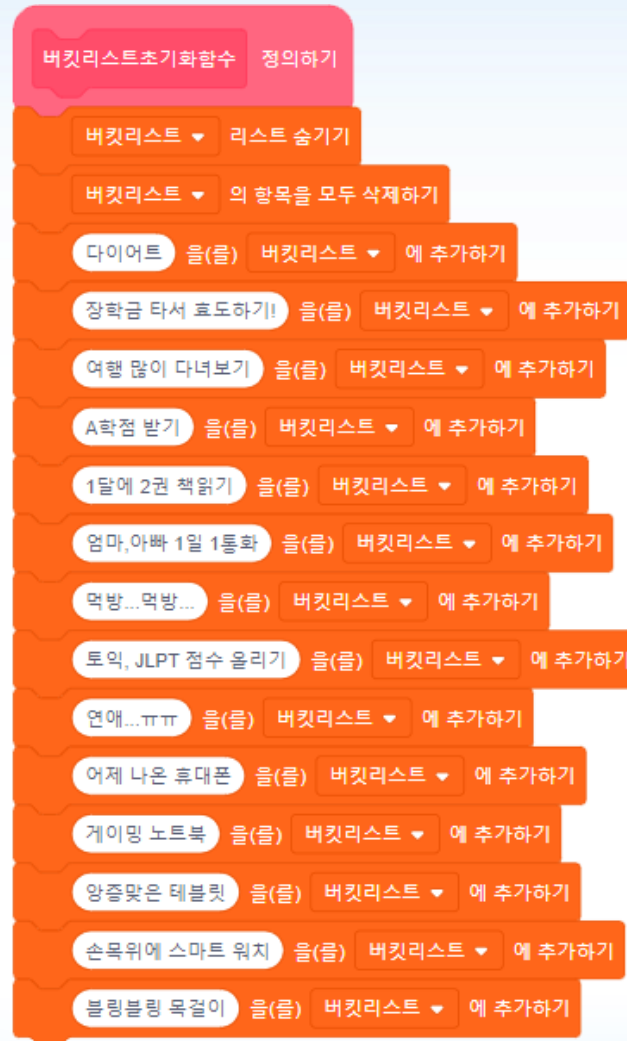 버킷리스트초기화함수 정의하기
버킷리스트 리스트 숨기기
버킷리스트 의 항목을 모두 삭제하기
다이어트 을(를) 버킷리스트 에 추가하기
장학금 타서 효도하기! 을(를) 버킷리스트 에 추가하기
여행 많이 다녀보기 을(를) 버킷리스트 에 추가하기
A학점 받기 을(를) 버킷리스트 에 추가하기
1달에 2권 책읽기 을(를) 버킷리스트 에 추가하기
엄마,아빠 1일 1통화 을(를) 버킷리스트 에 추가하기
먹방...먹방... 을(를) 버킷리스트 에 추가하기
토익, JLPT 점수 올리기 을(를) 버킷리스트 에 추가하기
연애...ㅠㅠ 을(를) 버킷리스트 에 추가하기
어제 나온 휴대폰 을(를) 버킷리스트 에 추가하기
게이밍 노트북 을(를) 버킷리스트 에 추가하기
앙증맞은 테블릿 을(를) 버킷리스트 에 추가하기
손목위에 스마트 워치 을(를) 버킷리스트 에 추가하기
블링블링 목걸이 을(를) 버킷리스트 에 추가하기